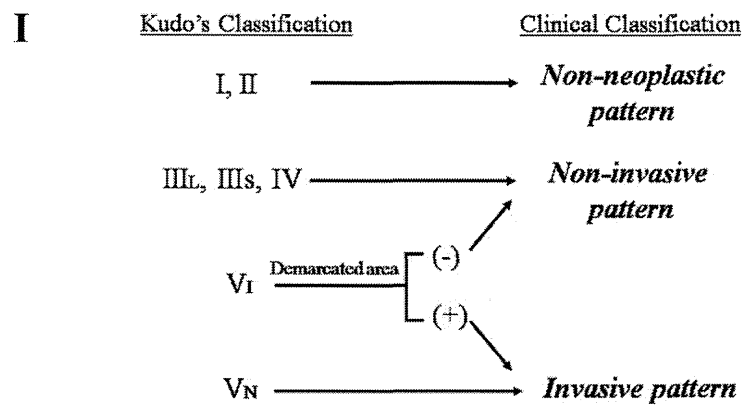 I
Kudo's Classification Clinical Classification
I, II Non-neoplastic
pattern
IIIL, IIIs, IV Non-invasive
pattern
(-)
VI Demarcated area
(+)
VN Invasive pattern